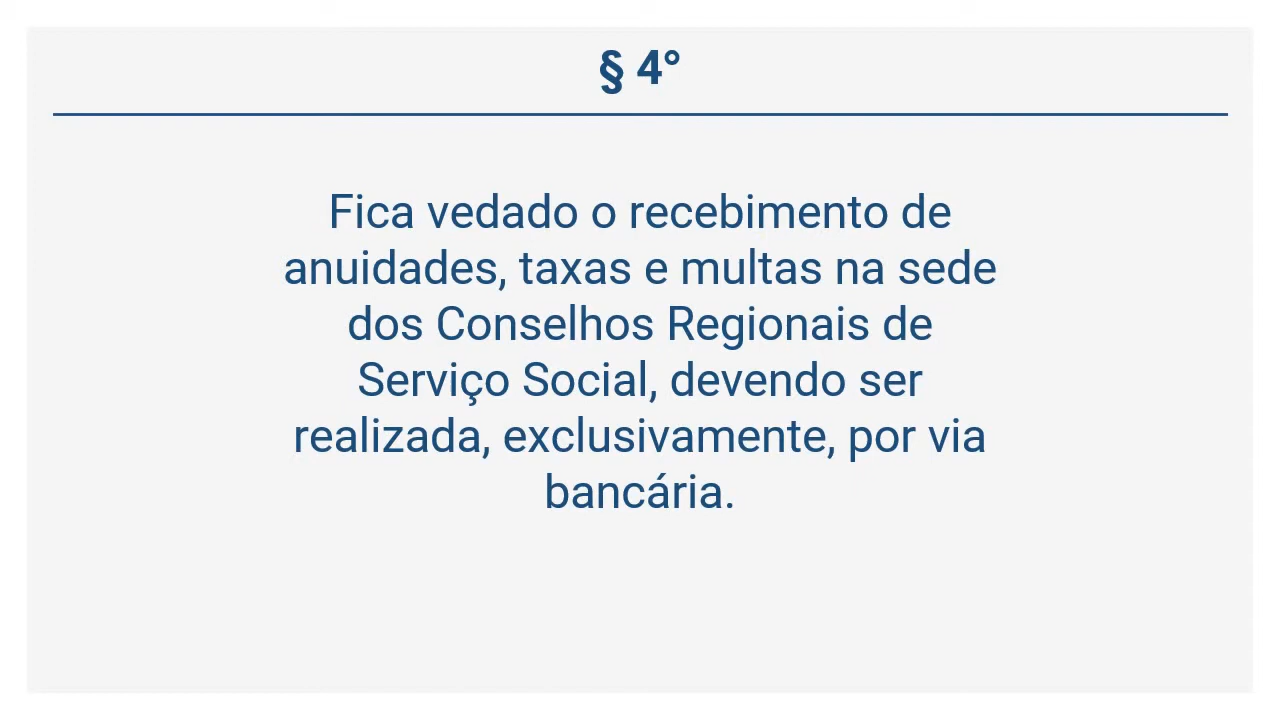 § 4°
Fica vedado o recebimento de
anuidades, taxas e multas na sede
dos Conselhos Regionais de
Serviço Social, devendo ser
realizada, exclusivamente, por via
bancária.